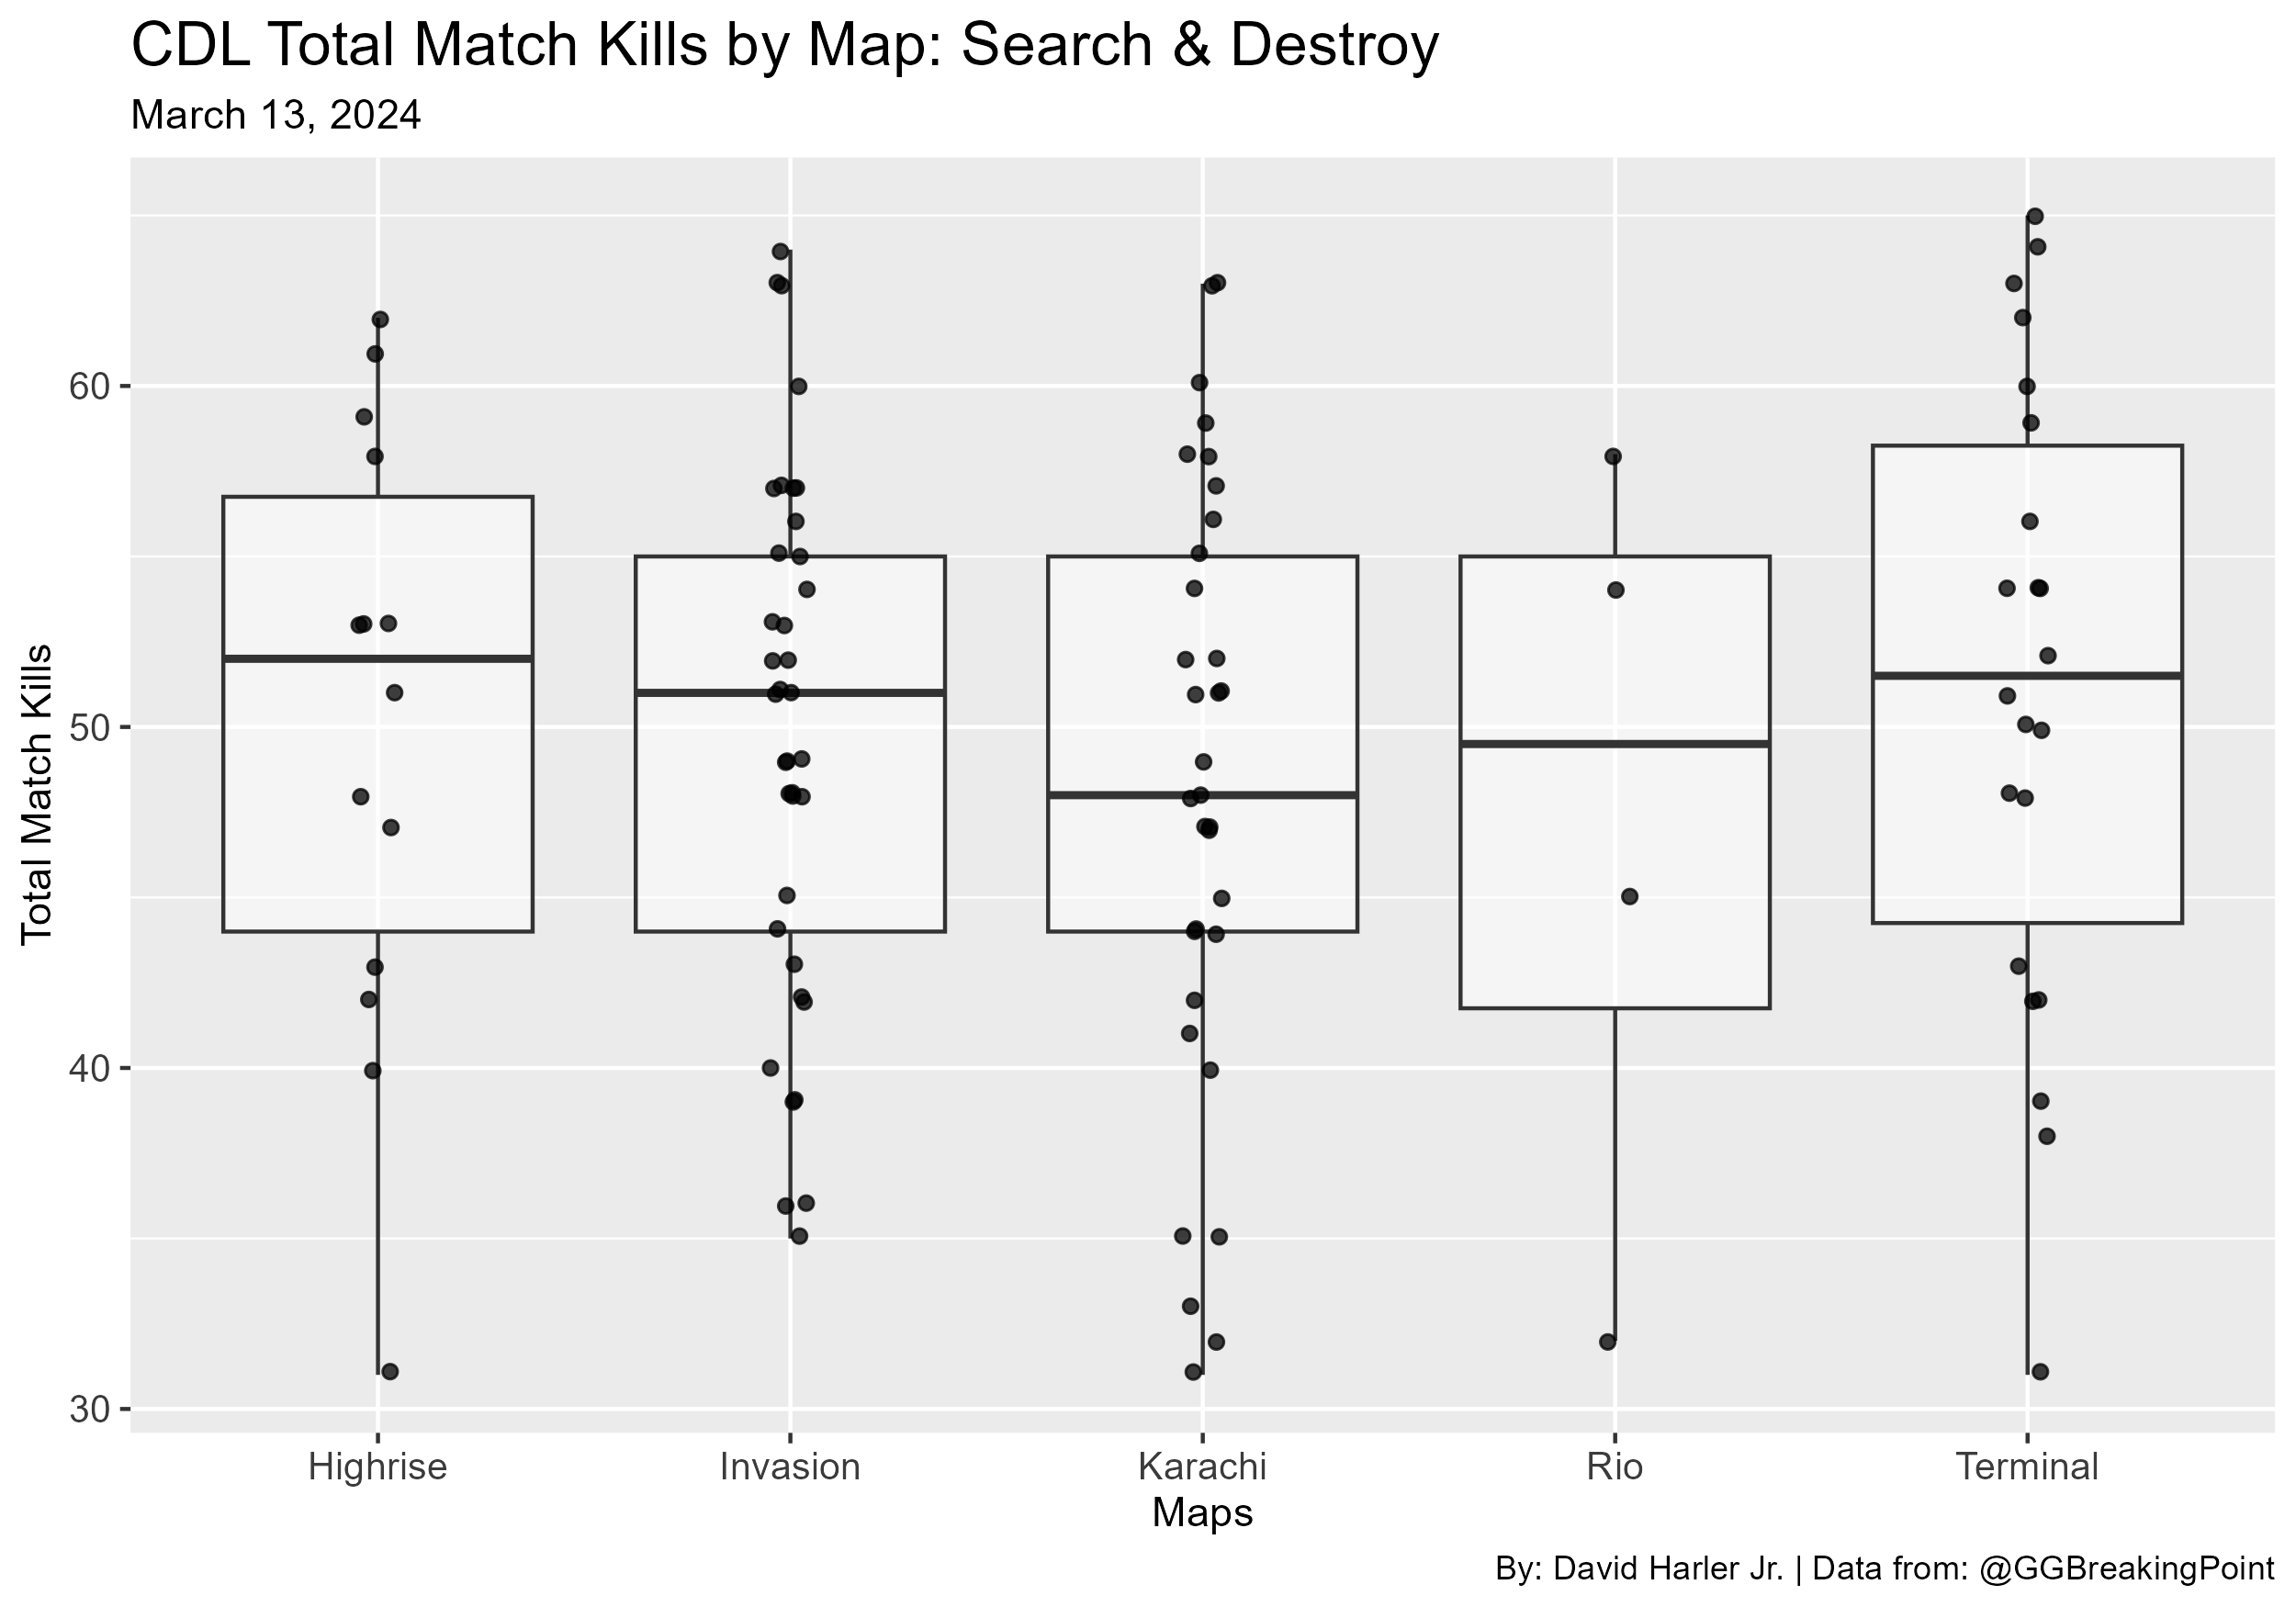 CDL Total Match Kills by Map: Search & Destroy
March 13, 2024
Total Match Kills
60
50
40
30
Highrise Invasion Karachi Rio Terminal
Maps
By: David Harler Jr. | Data from: @GGBreakingPoint